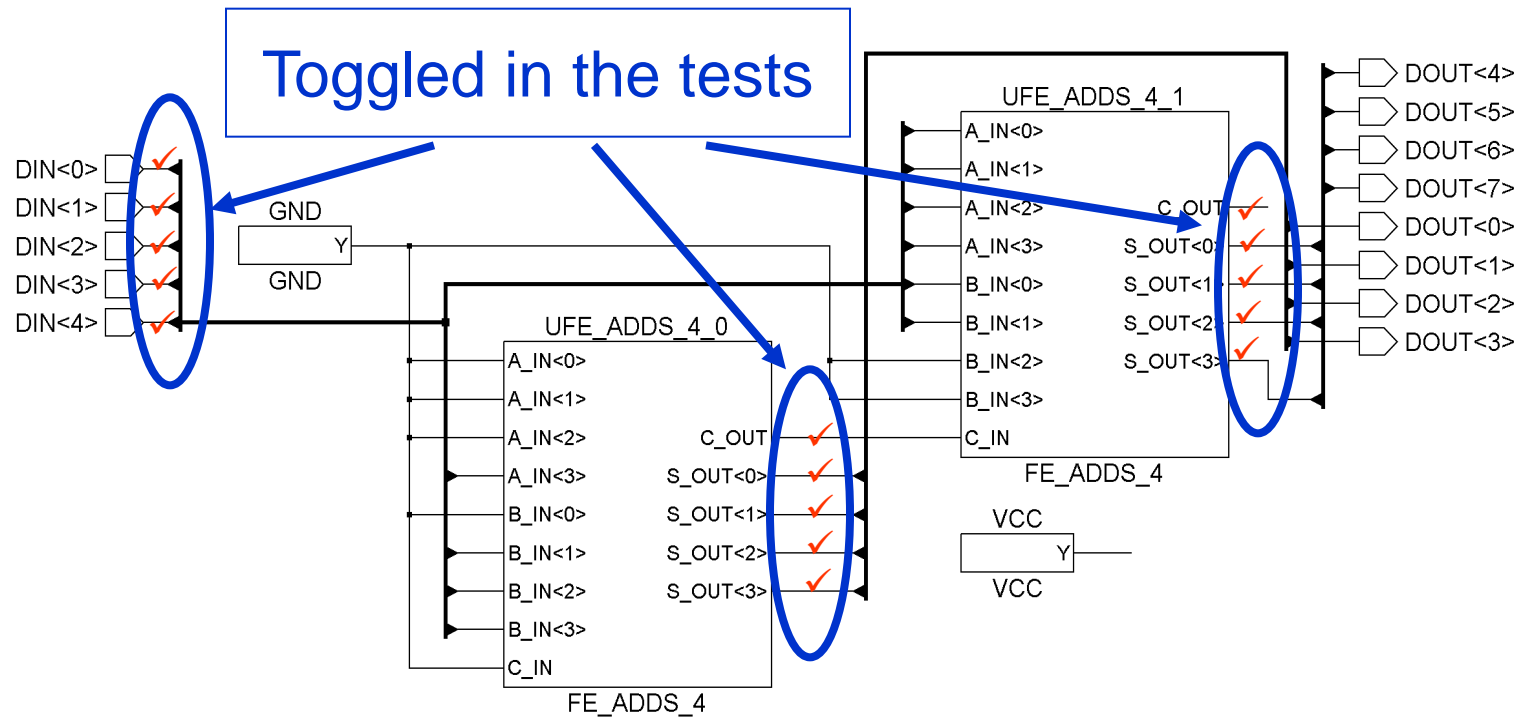 Toggled in the tests
DIN<0>
DIN<1>
DIN<2>
DIN<3>
DIN<4>
GND
Y
GND
UFE_ADDS_4_0
A_IN<0>
A_IN<1>
A_IN<2>
A_IN<3>
B_IN<0>
B_IN<1>
B_IN<2>
B_IN<3>
C_IN
C_OUT
S_OUT<0>
S_OUT<1>
S_OUT<2>
S_OUT<3>
FE_ADDS_4
UFE_ADDS_4_1
A_IN<0>
A_IN<1>
A_IN<2>
A_IN<3>
B_IN<0>
B_IN<1>
B_IN<2>
B_IN<3>
C_IN
C_OUT
S_OUT<0>
S_OUT<1>
S_OUT<2>
S_OUT<3>
FE_ADDS_4
VCC
Y
VCC
DOUT<4>
DOUT<5>
DOUT<6>
DOUT<7>
DOUT<0>
DOUT<1>
DOUT<2>
DOUT<3>